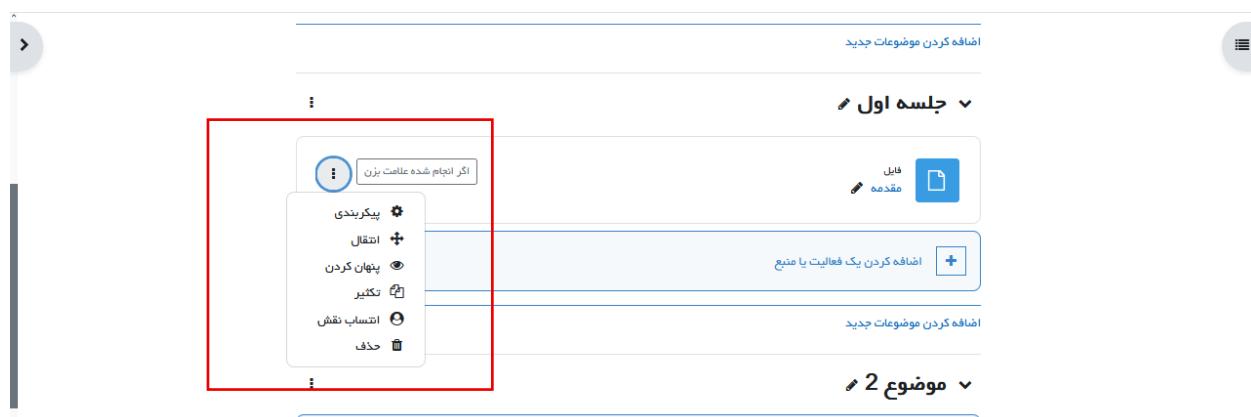 اضافه کردن موضوعات جدید
جلسه اول
فایل
مقدمه
اگر انجام شده علامت بزن
پیکربندی
انتقال
پنهان کردن
تکثیر
انتساب نقش
حذف
اضافه کردن یک فعالیت یا منبع
اضافه کردن موضوعات جدید
موضوع 2